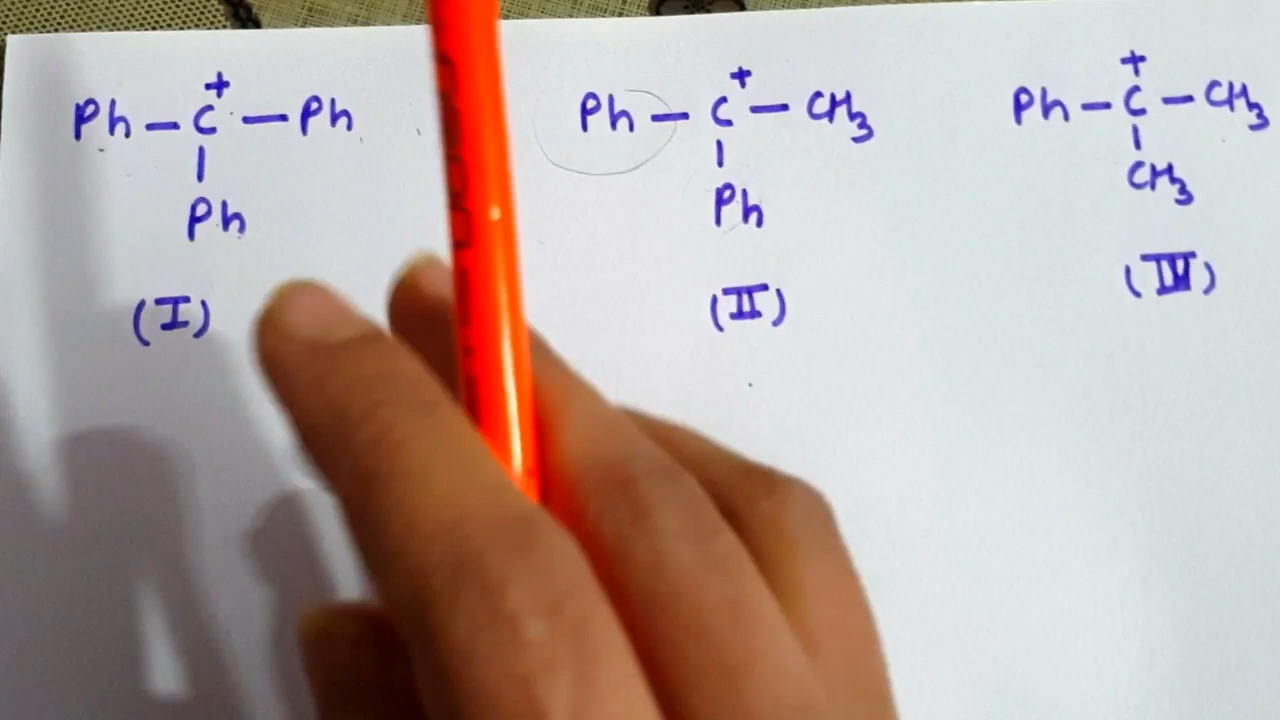 Ph – C⁺ – Ph
|
Ph
(I)
Ph – C⁺ – CH₃
|
Ph
(II)
Ph – C⁺ – CH₃
|
CH₃
(IV)